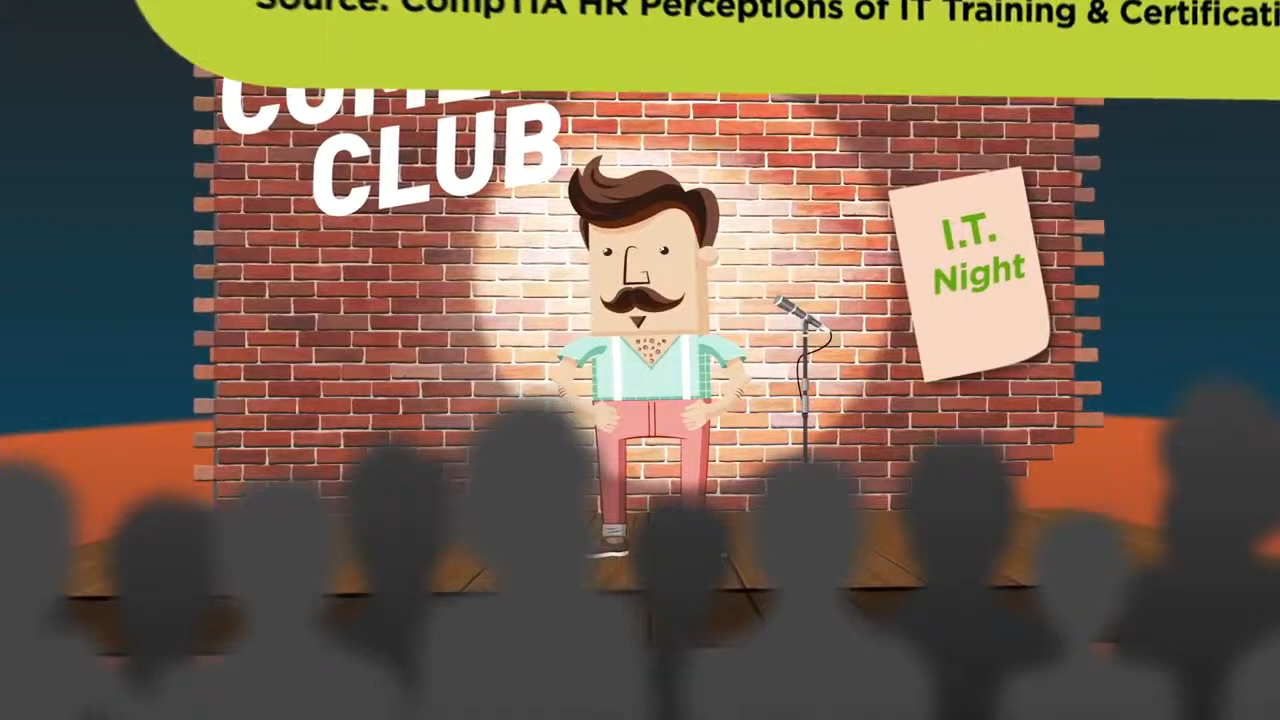 Source: CompTIA HR Perceptions of IT Training & Certificati
CLUB
I.T.
Night